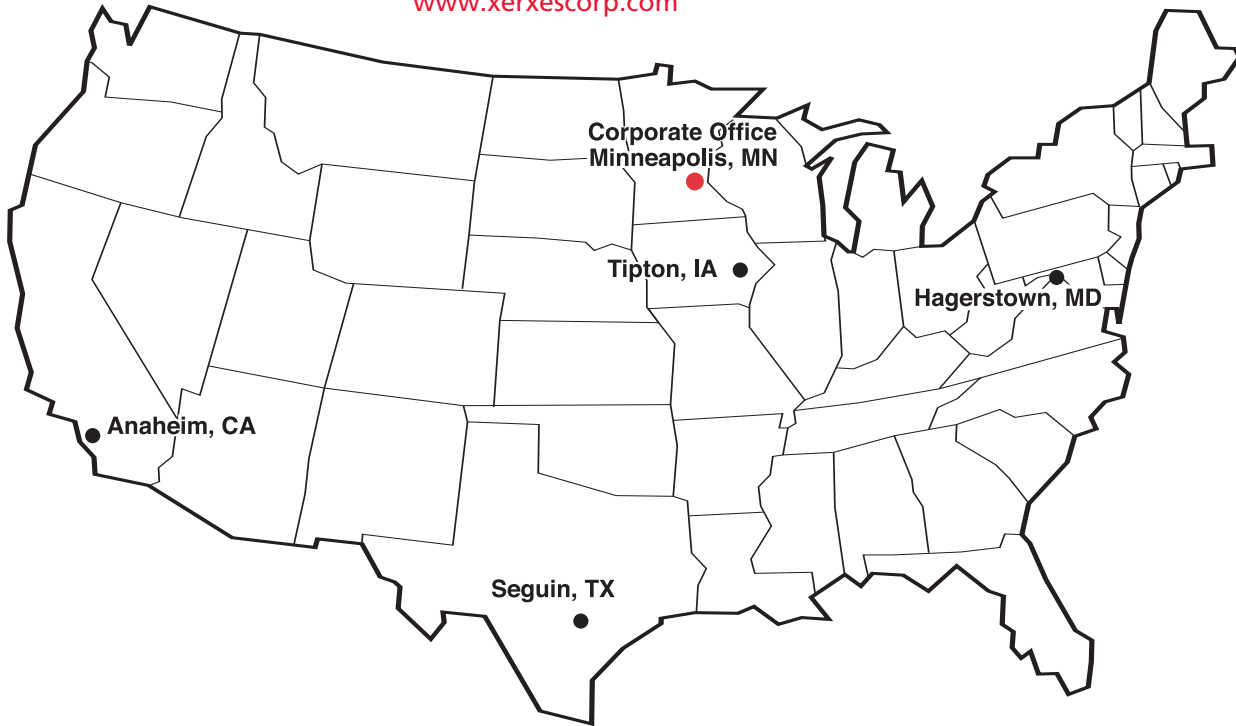 www.xerxescorp.com
Corporate Office
Minneapolis, MN
Tipton, IA
Hagerstown, MD
Anaheim, CA
Seguin, TX